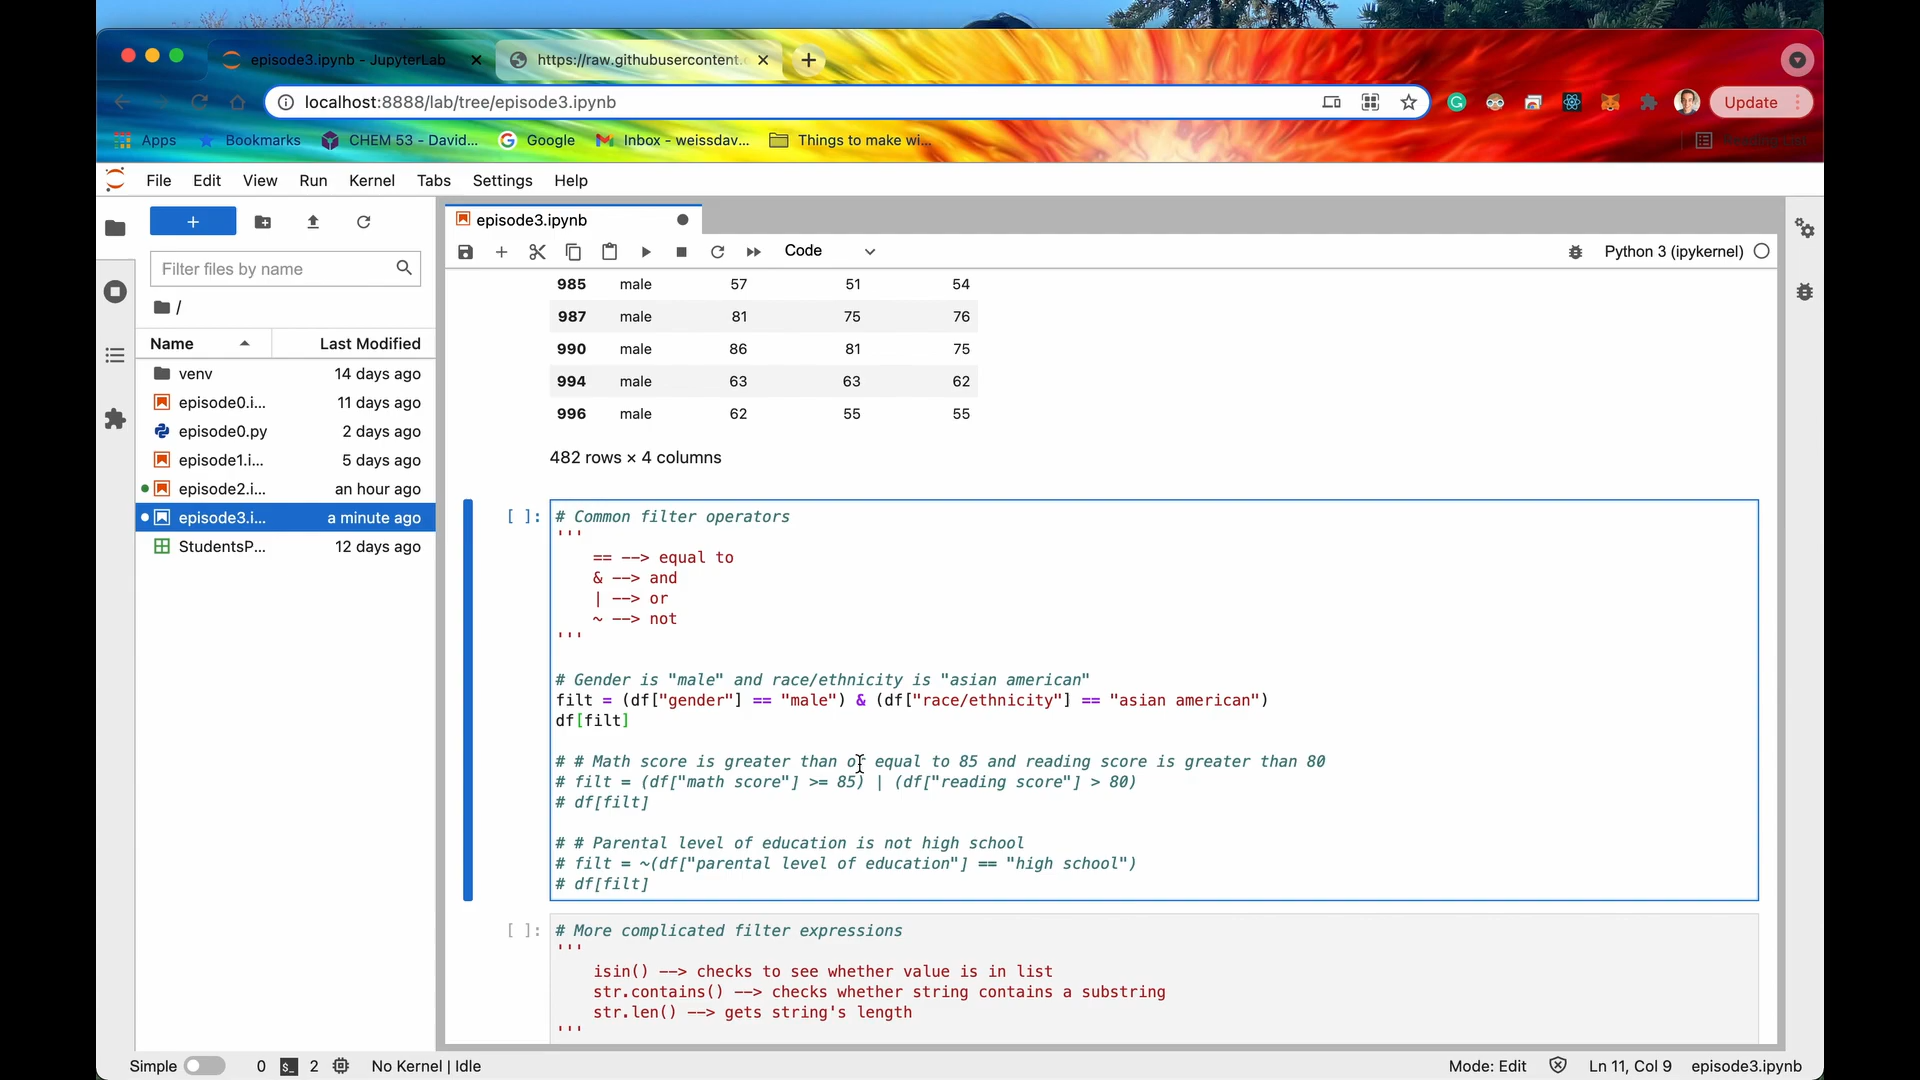 episode3.ipynb - JupyterLab
https://raw.githubusercontent.
localhost:8888/lab/tree/episode3.ipynb
Update
Apps
Bookmarks
CHEM 53 - David...
Google
Inbox - weissdav...
Things to make wi...
Reading List
File Edit View Run Kernel Tabs Settings Help
+
Filter files by name
/
Name Last Modified
venv 14 days ago
episode0.i... 11 days ago
episode0.py 2 days ago
episode1.i... 5 days ago
episode2.i... an hour ago
episode3.i... a minute ago
StudentsP... 12 days ago
episode3.ipynb
Code
Python 3 (ipykernel)
985 male 57 51 54
987 male 81 75 76
990 male 86 81 75
994 male 63 63 62
996 male 62 55 55
482 rows × 4 columns
[ ]: # Common filter operators
'''
== --> equal to
& --> and
| --> or
~ --> not
'''
# Gender is "male" and race/ethnicity is "asian american"
filt = (df["gender"] == "male") & (df["race/ethnicity"] == "asian american")
df[filt]
# # Math score is greater than or equal to 85 and reading score is greater than 80
# filt = (df["math score"] >= 85) | (df["reading score"] > 80)
# df[filt]
# # Parental level of education is not high school
# filt = ~(df["parental level of education"] == "high school")
# df[filt]
[ ]: # More complicated filter expressions
'''
isin() --> checks to see whether value is in list
str.contains() --> checks whether string contains a substring
str.len() --> gets string's length
'''
Simple 0 2 No Kernel | Idle
Mode: Edit Ln 11, Col 9 episode3.ipynb